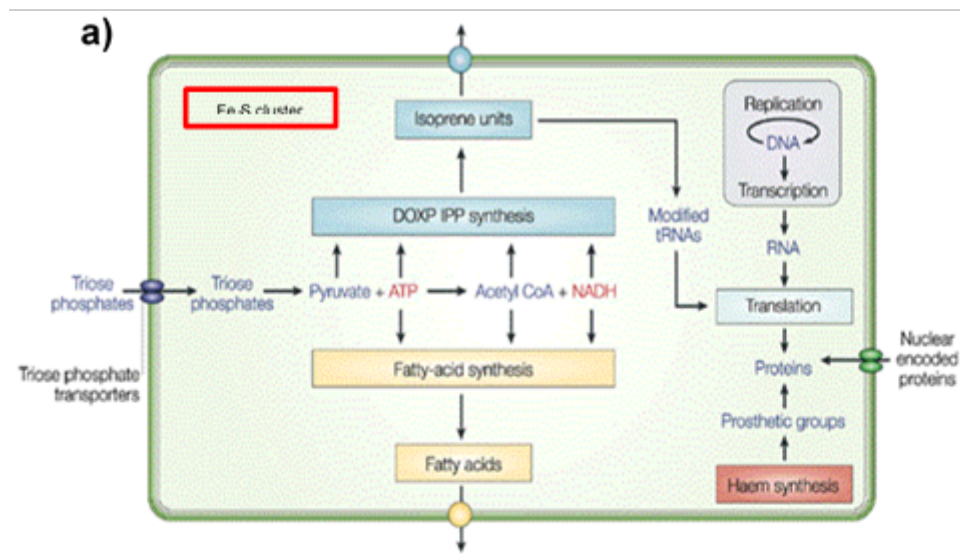 a)
Fe-S cluster
Isoprene units
Replication
DNA
Transcription
DOXP IPP synthesis
Modified
tRNAs
RNA
Triose
phosphates
Triose
phosphates
Pyruvate + ATP
Acetyl CoA + NADH
Translation
Triose phosphate
transporters
Fatty-acid synthesis
Proteins
Nuclear
encoded
proteins
Prosthetic groups
Fatty acids
Haem synthesis